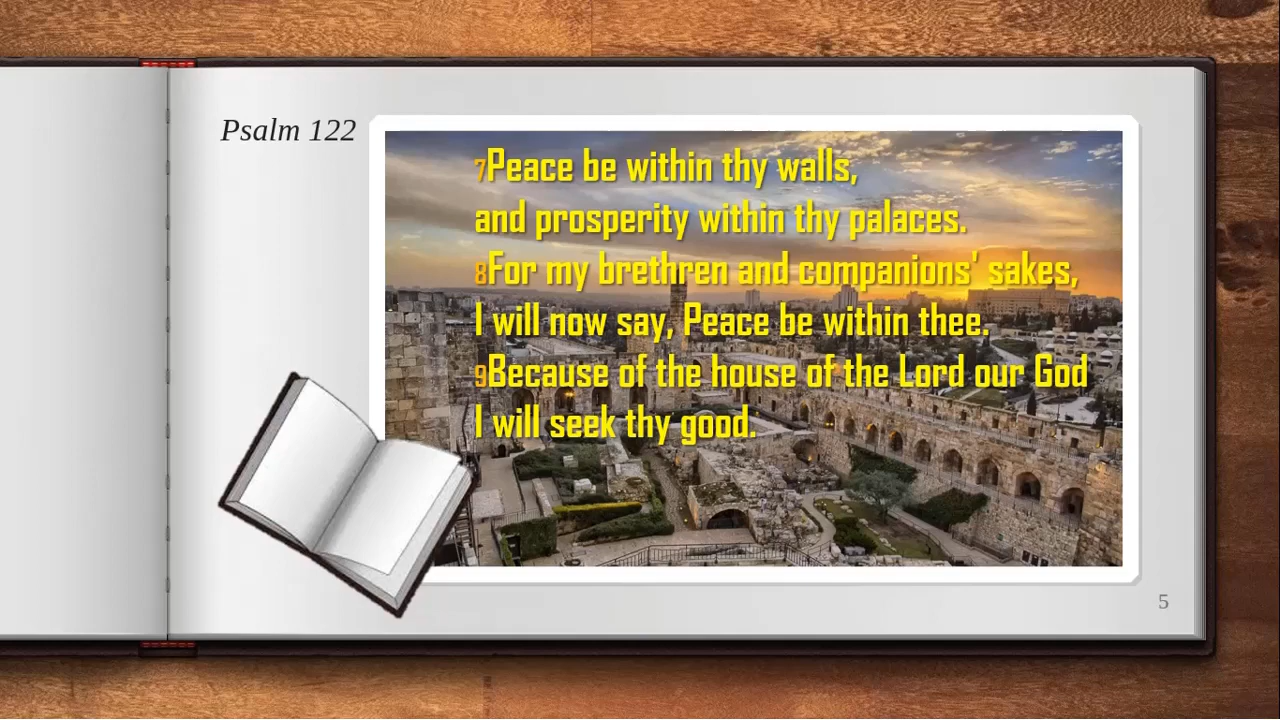 Psalm 122
7Peace be within thy walls,
and prosperity within thy palaces.
8For my brethren and companions' sakes,
I will now say, Peace be within thee.
9Because of the house of the Lord our God
I will seek thy good.
5